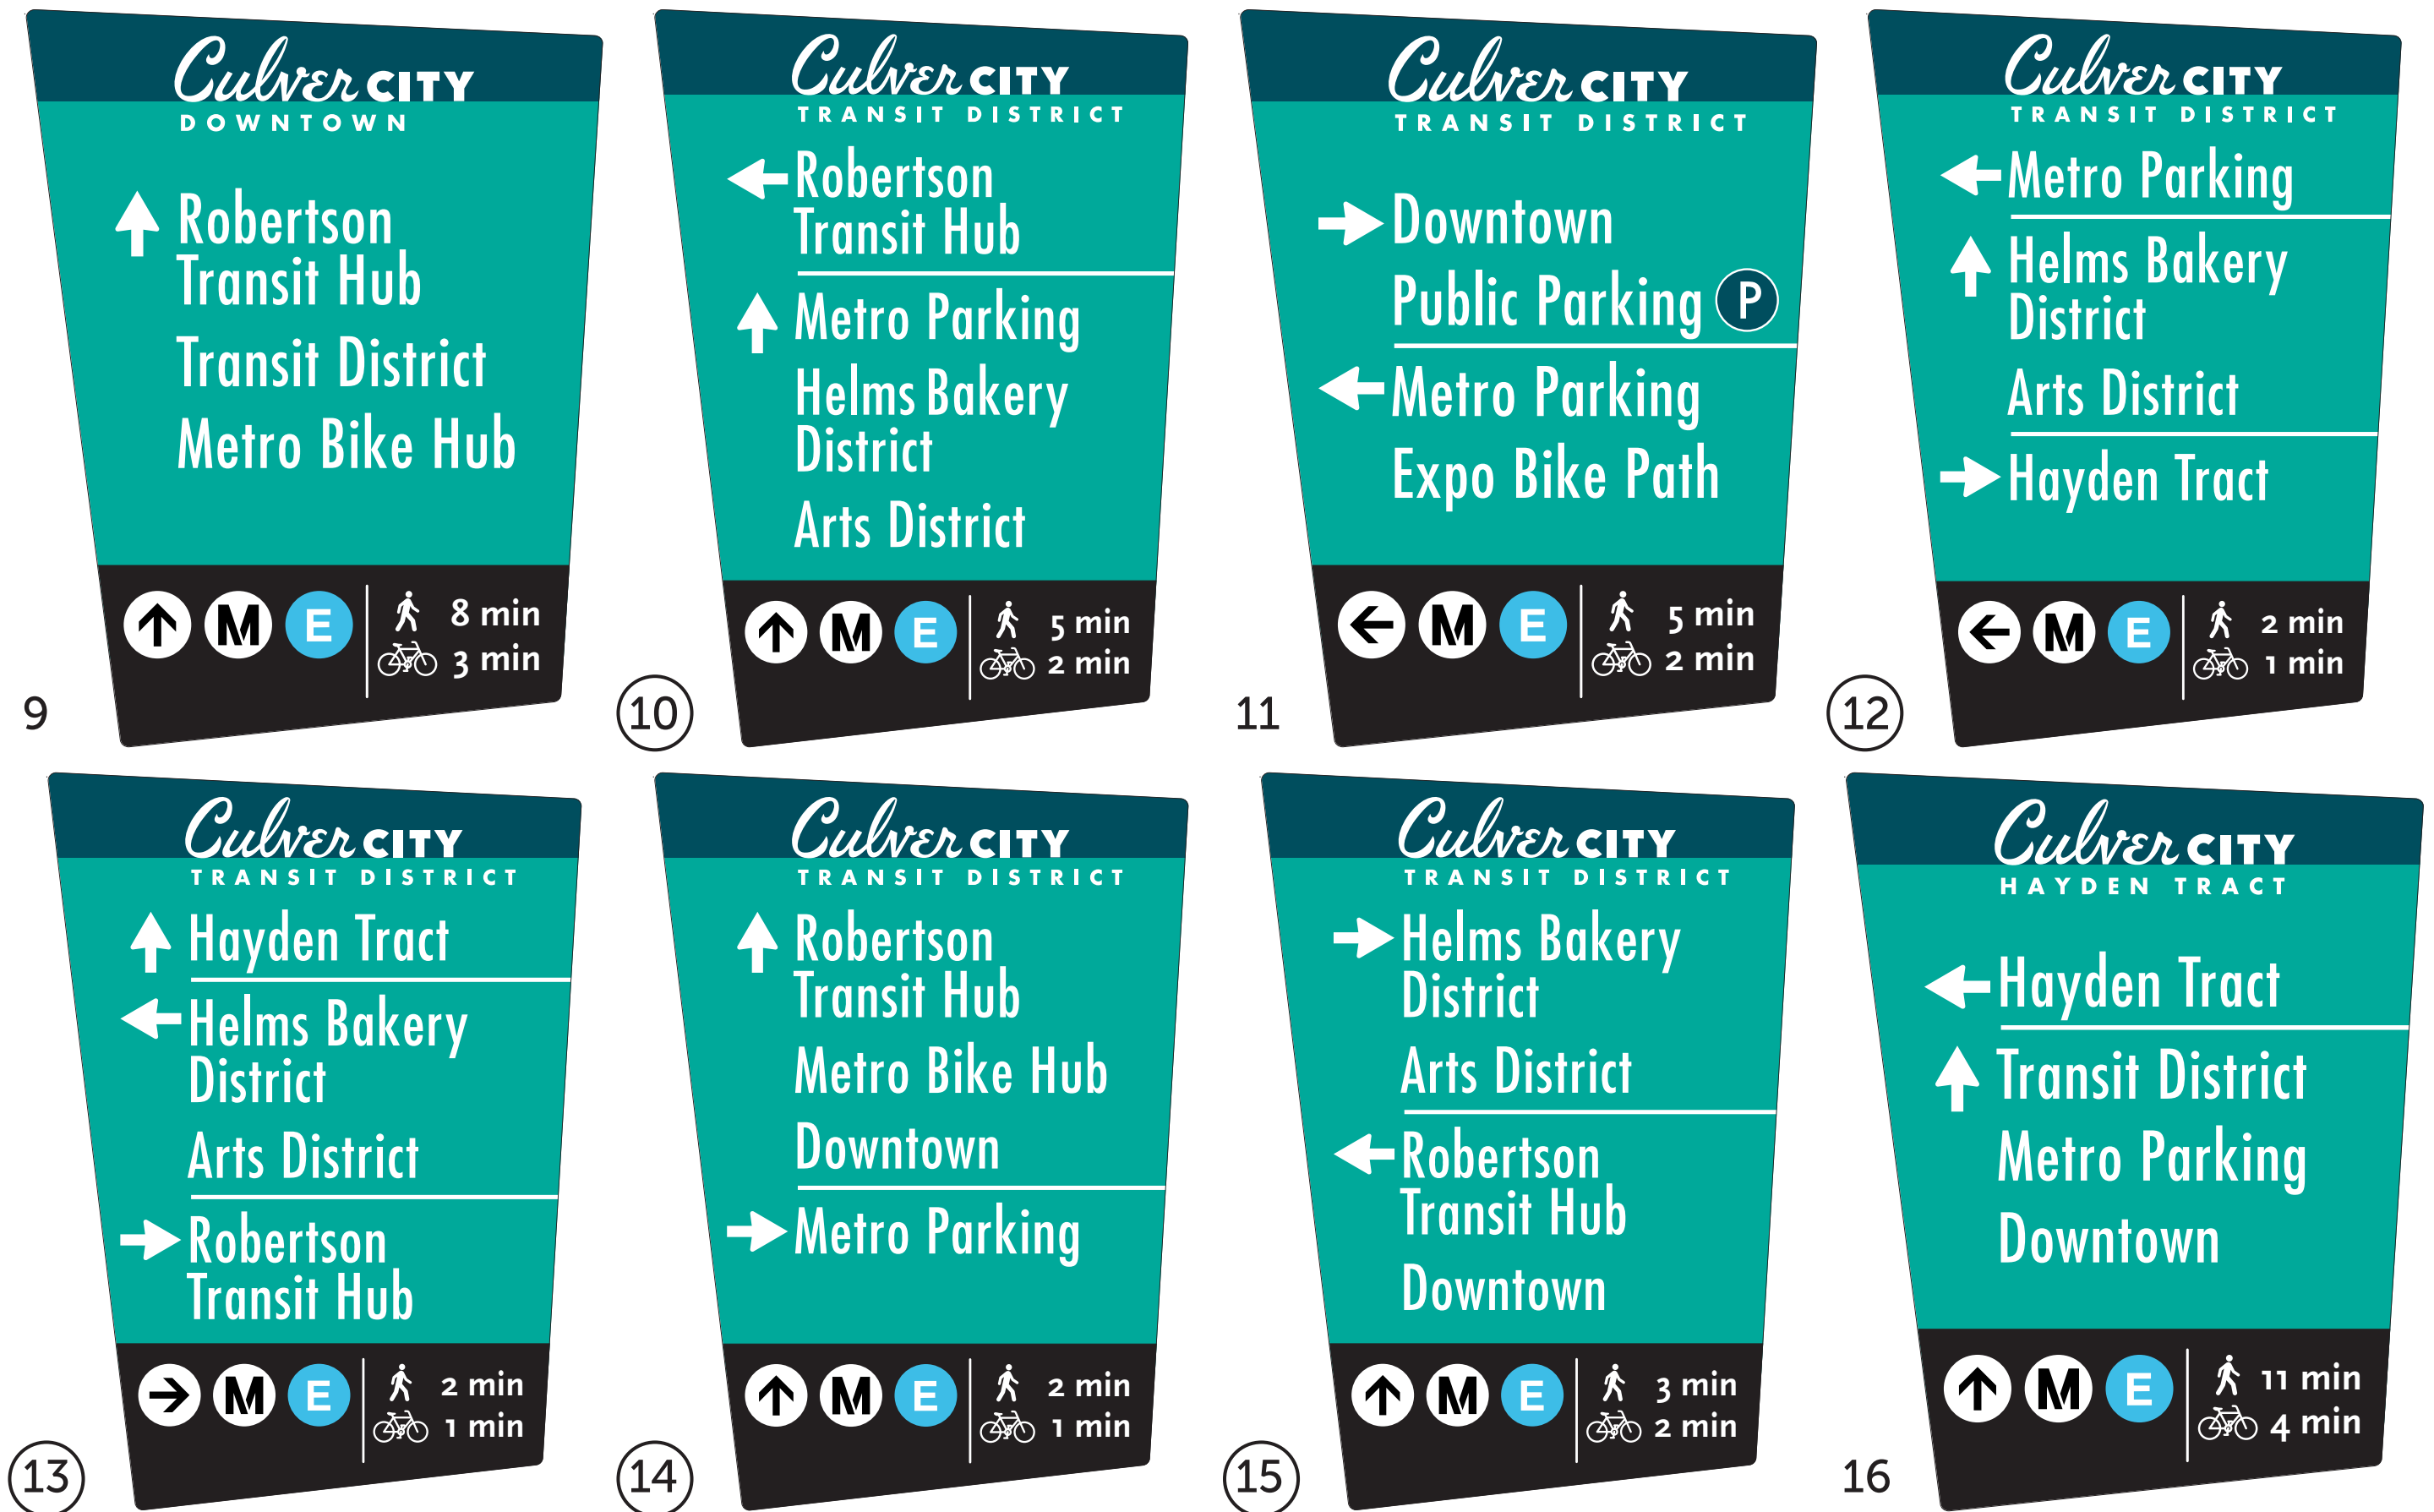 Culver CITY
DOWNTOWN
Robertson
Transit Hub
Transit District
Metro Bike Hub
M E 8 min
3 min
9
Culver CITY
TRANSIT DISTRICT
Robertson
Transit Hub
Metro Parking
Helms Bakery
District
Arts District
M E 5 min
2 min
10
Culver CITY
TRANSIT DISTRICT
Downtown
Public Parking P
Metro Parking
Expo Bike Path
M E 5 min
2 min
11
Culver CITY
TRANSIT DISTRICT
Metro Parking
Helms Bakery
District
Arts District
Hayden Tract
M E 2 min
1 min
12
Culver CITY
TRANSIT DISTRICT
Hayden Tract
Helms Bakery
District
Arts District
Robertson
Transit Hub
M E 2 min
1 min
13
Culver CITY
TRANSIT DISTRICT
Robertson
Transit Hub
Metro Bike Hub
Downtown
Metro Parking
M E 2 min
1 min
14
Culver CITY
TRANSIT DISTRICT
Helms Bakery
District
Arts District
Robertson
Transit Hub
Downtown
M E 3 min
2 min
15
Culver CITY
HAYDEN TRACT
Hayden Tract
Transit District
Metro Parking
Downtown
M E 11 min
4 min
16